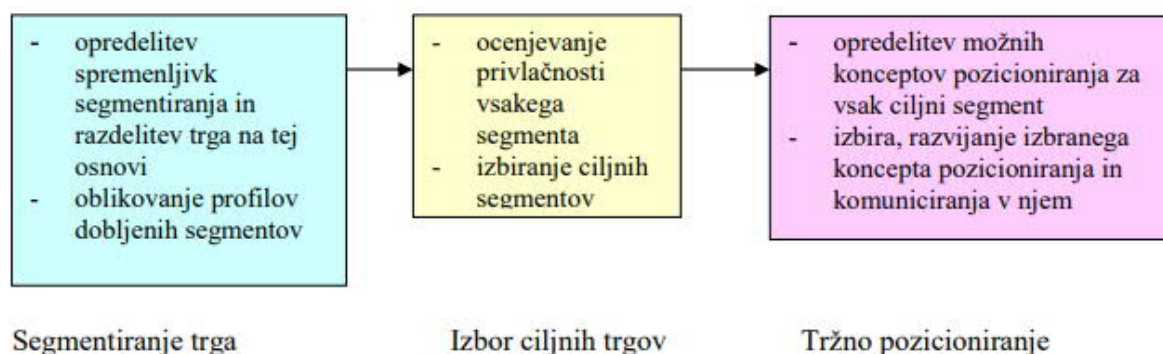 - opredelitev
spremenljivk
segmentiranja in
razdelitev trga na tej
osnovi
- oblikovanje profilov
dobljenih segmentov
- ocenjevanje
privlačnosti
vsakega
segmenta
- izbiranje ciljnih
segmentov
- opredelitev možnih
konceptov pozicioniranja za
vsak ciljni segment
- izbira, razvijanje izbranega
koncepta pozicioniranja in
komuniciranja v njem
Segmentiranje trga
Izbor ciljnih trgov
Tržno pozicioniranje